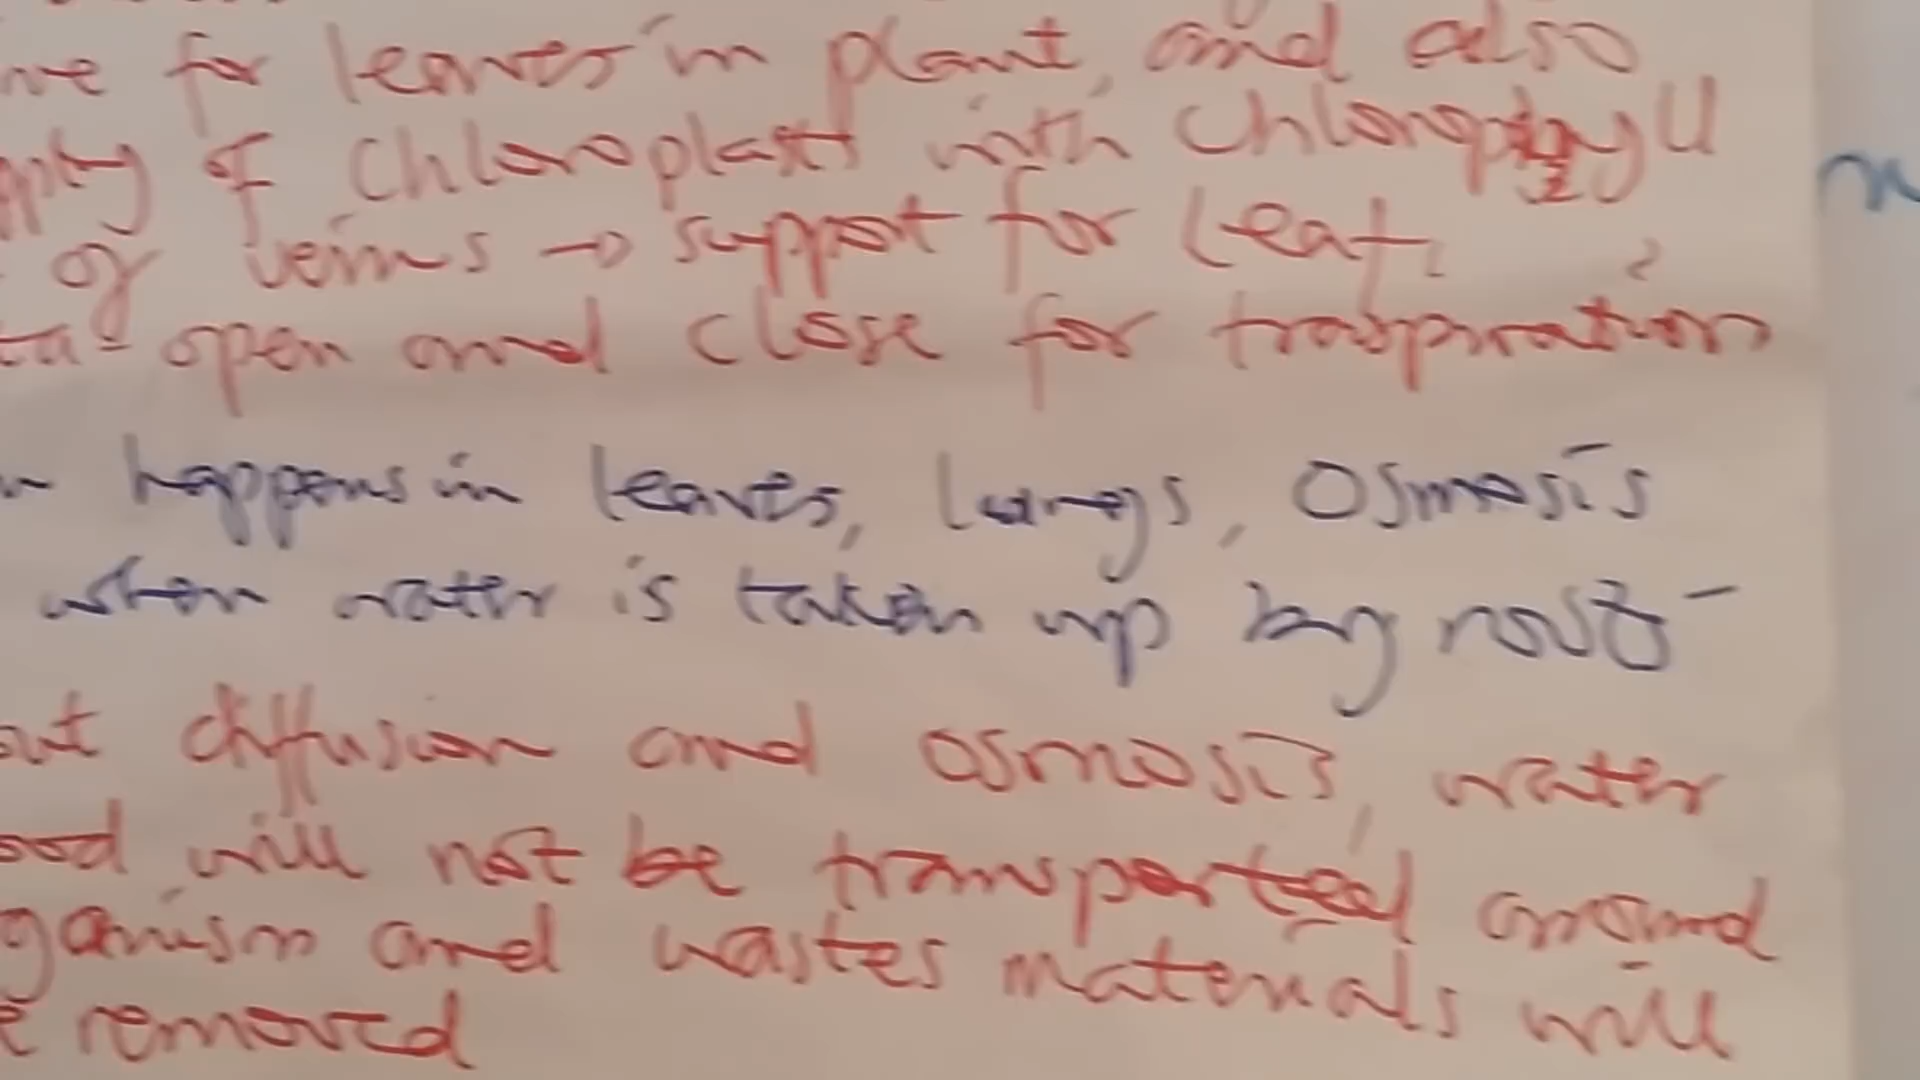 for leaves in plant, and also
of chloroplasts with chlorophyll
of veins → support for leaf.
open and close for traspiration
happens in leaves, lungs, osmosis
when water is taken up by roots -
diffusion and osmosis, water
will not be transported around
and wastes materials will
removed